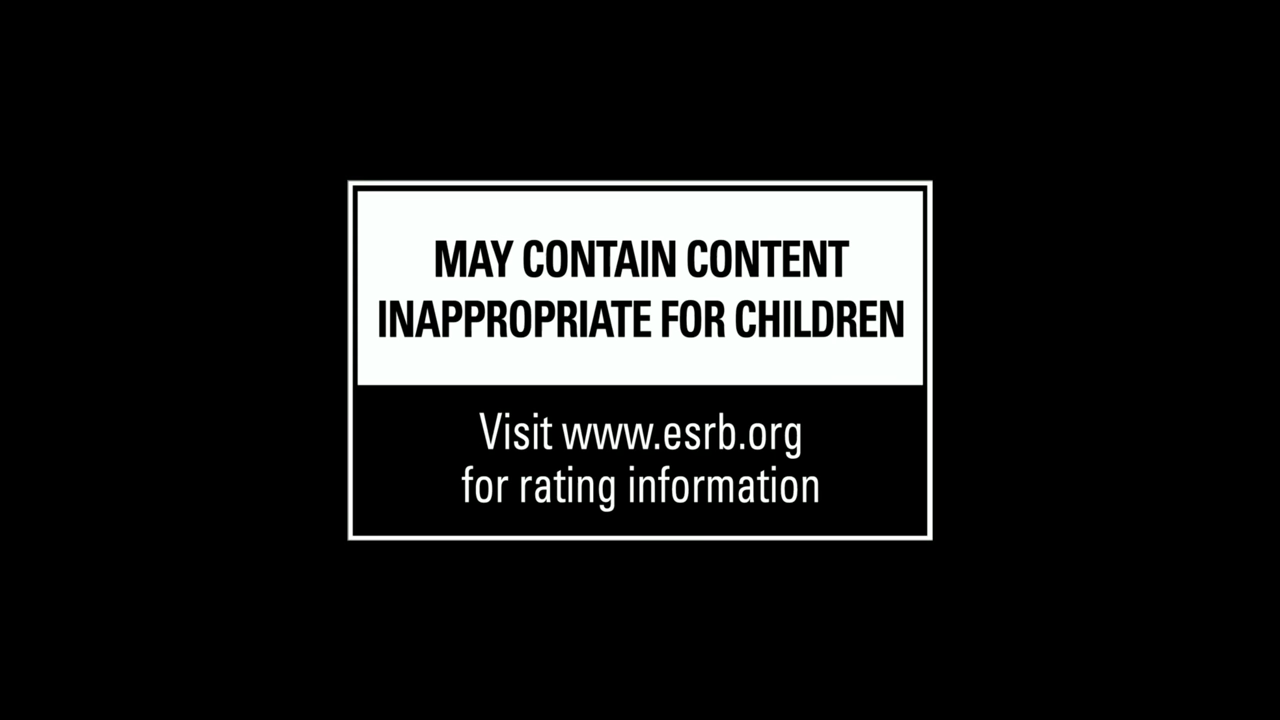 MAY CONTAIN CONTENT
INAPPROPRIATE FOR CHILDREN
Visit www.esrb.org
for rating information